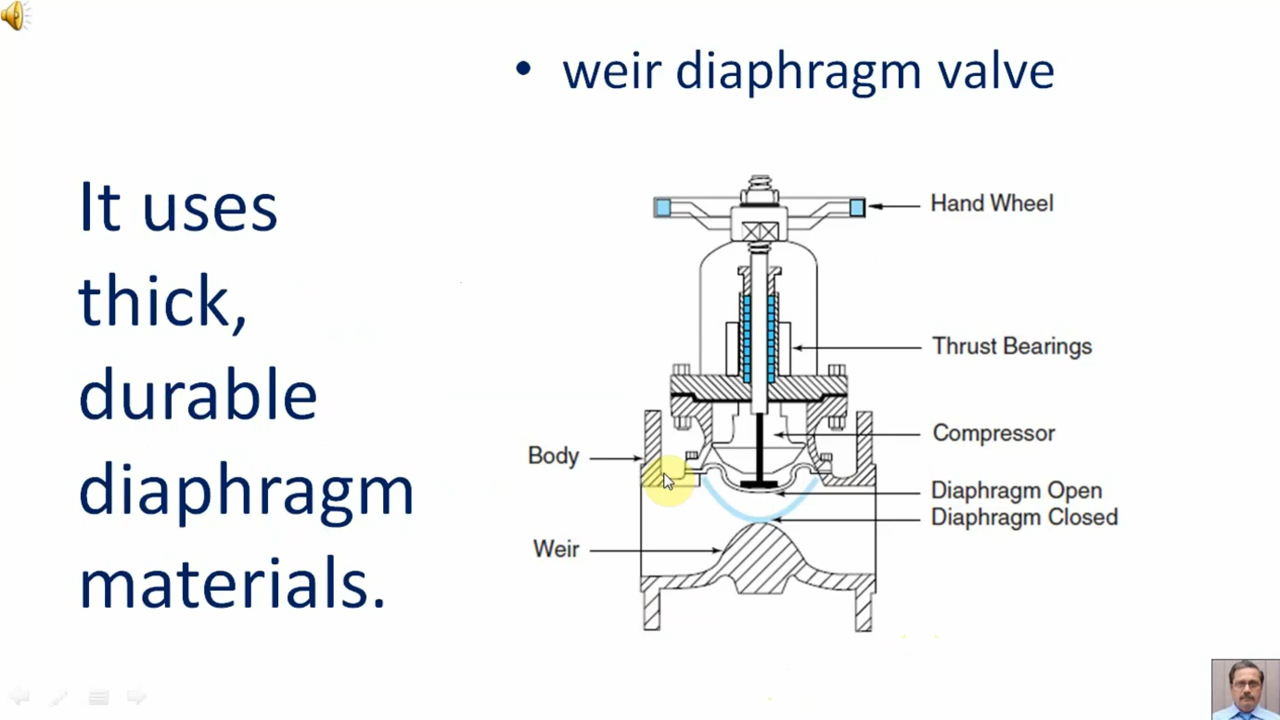 • weir diaphragm valve
It uses
thick,
durable
diaphragm
materials.
Hand Wheel
Thrust Bearings
Compressor
Body
Diaphragm Open
Diaphragm Closed
Weir